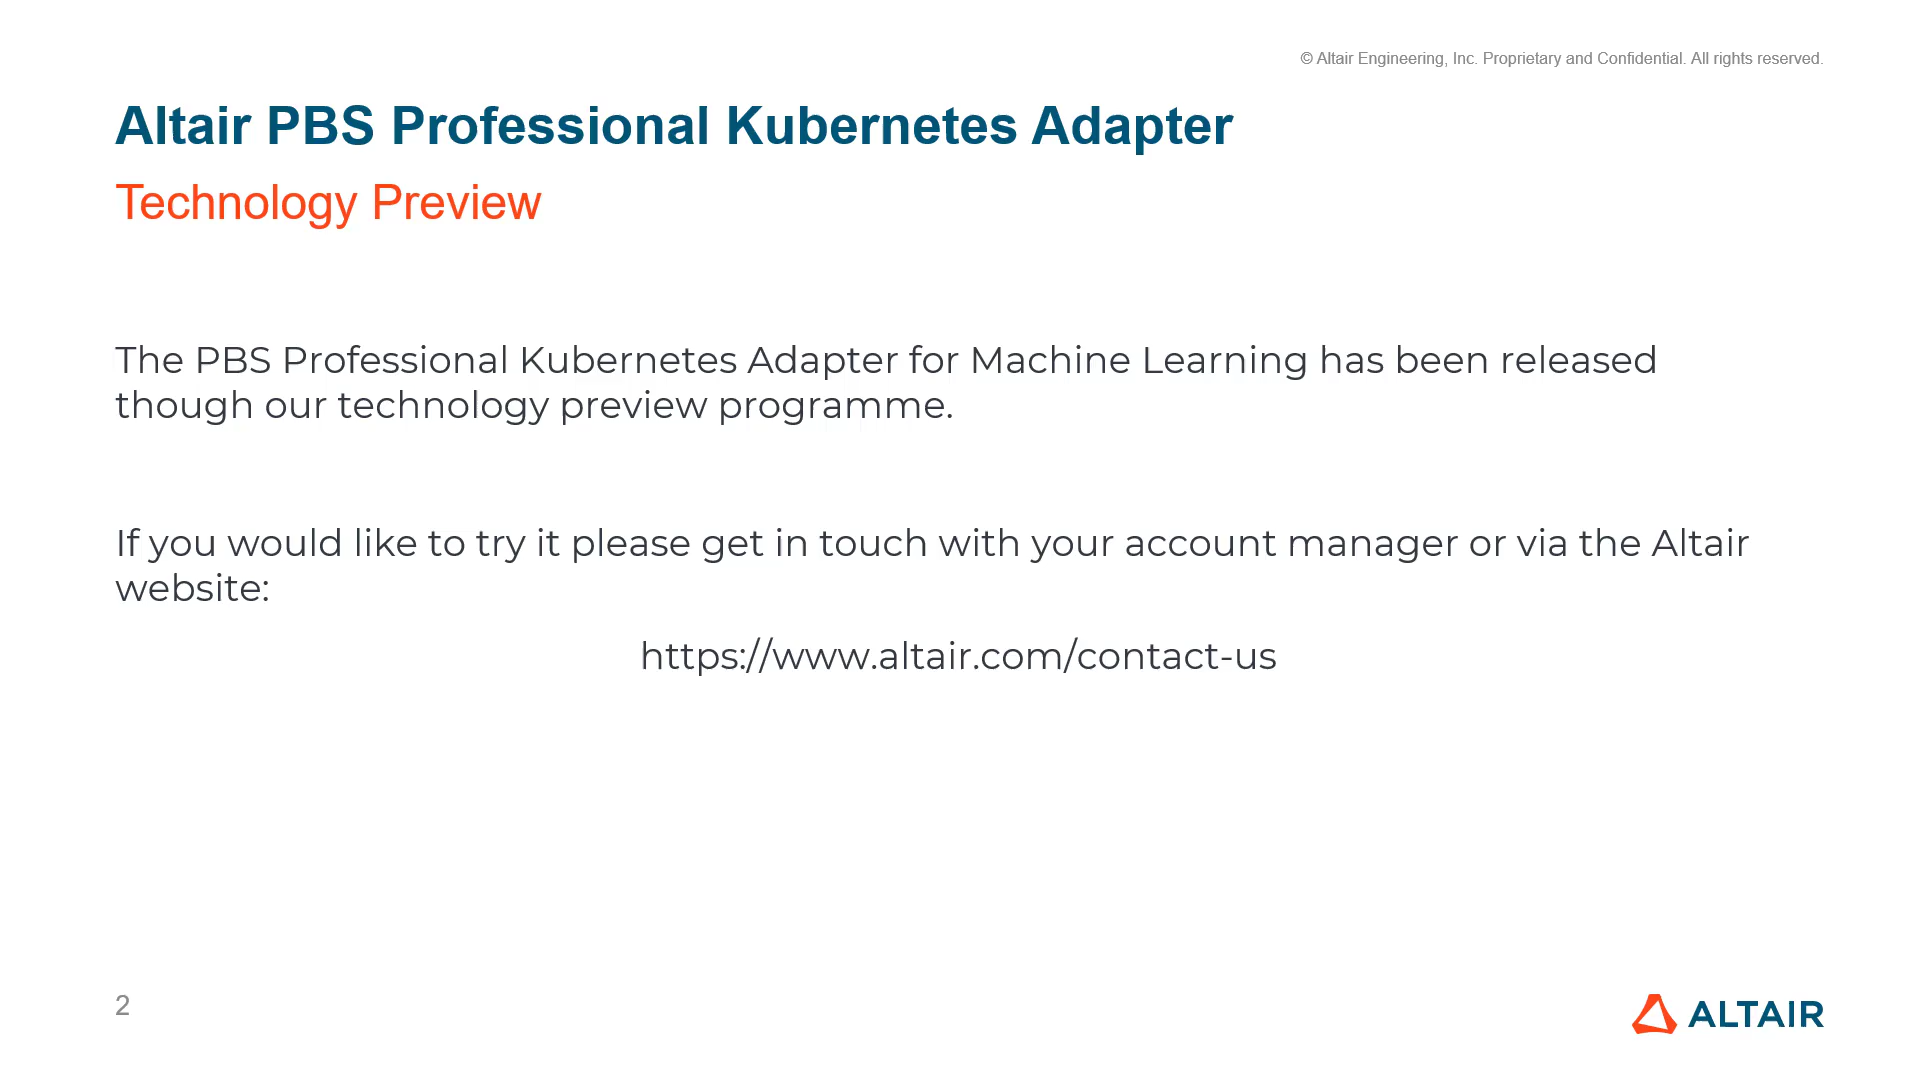 © Altair Engineering, Inc. Proprietary and Confidential. All rights reserved.
Altair PBS Professional Kubernetes Adapter
Technology Preview
The PBS Professional Kubernetes Adapter for Machine Learning has been released
though our technology preview programme.
If you would like to try it please get in touch with your account manager or via the Altair
website:
https://www.altair.com/contact-us
2
ALTAIR